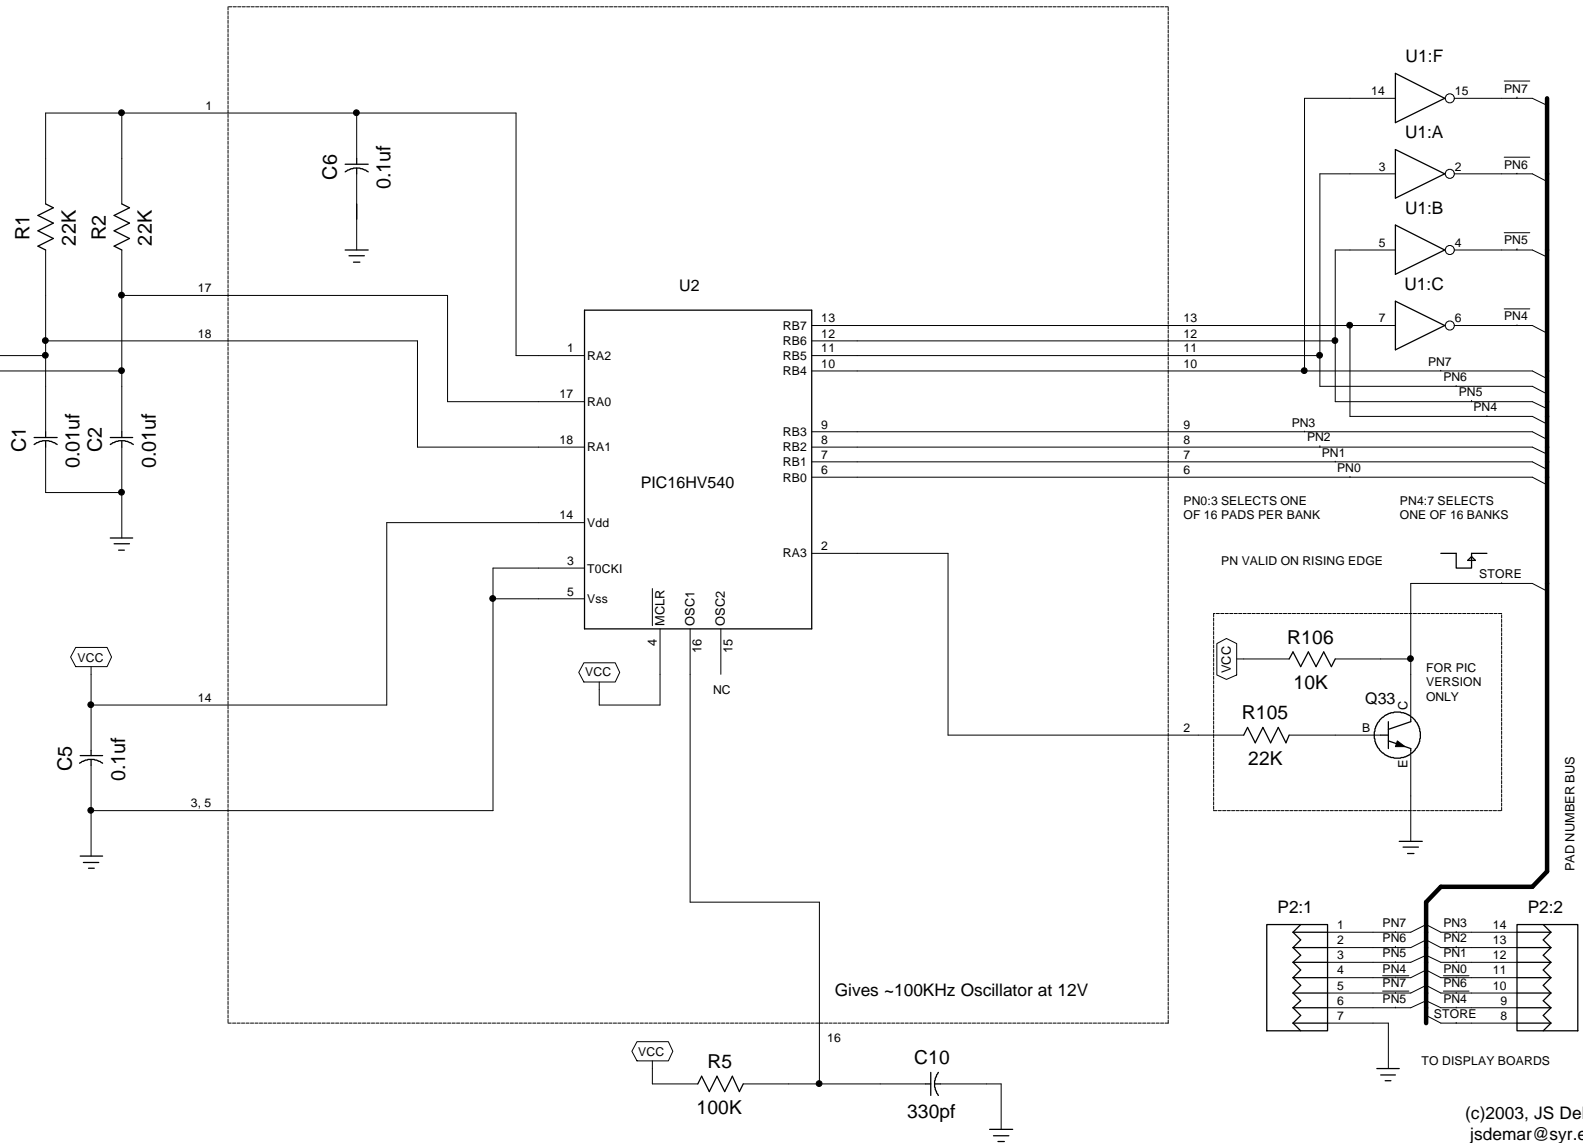 U1:F
14
15
PN7
U1:A
3
2
PN6
U1:B
5
4
PN5
U1:C
7
6
PN4
1
C6
0.1uf
R1
22K
R2
22K
17
18
C1
0.01uf
C2
0.01uf
U2
PIC16HV540
1
RA2
17
RA0
18
RA1
14
Vdd
3
T0CKI
5
Vss
MCLR
4
OSC1
16
OSC2
15
NC
VCC
RB7
13
RB6
12
RB5
11
RB4
10
RB3
9
RB2
8
RB1
7
RB0
6
RA3
2
13
12
11
10
9
8
7
6
PN7
PN6
PN5
PN4
PN3
PN2
PN1
PN0
PN0:3 SELECTS ONE
OF 16 PADS PER BANK
PN4:7 SELECTS
ONE OF 16 BANKS
PN VALID ON RISING EDGE
STORE
VCC
R106
10K
FOR PIC
VERSION
ONLY
Q33
C
B
E
2
R105
22K
VCC
14
C5
0.1uf
3, 5
PAD NUMBER BUS
P2:1
P2:2
1
PN7
PN3
14
2
PN6
PN2
13
3
PN5
PN1
12
4
PN4
PN0
11
5
PN7
PN6
10
6
PN5
PN4
9
7
STORE
8
TO DISPLAY BOARDS
Gives ~100KHz Oscillator at 12V
16
VCC
R5
100K
C10
330pf
(c)2003, JS De
jsdemar@syr.e